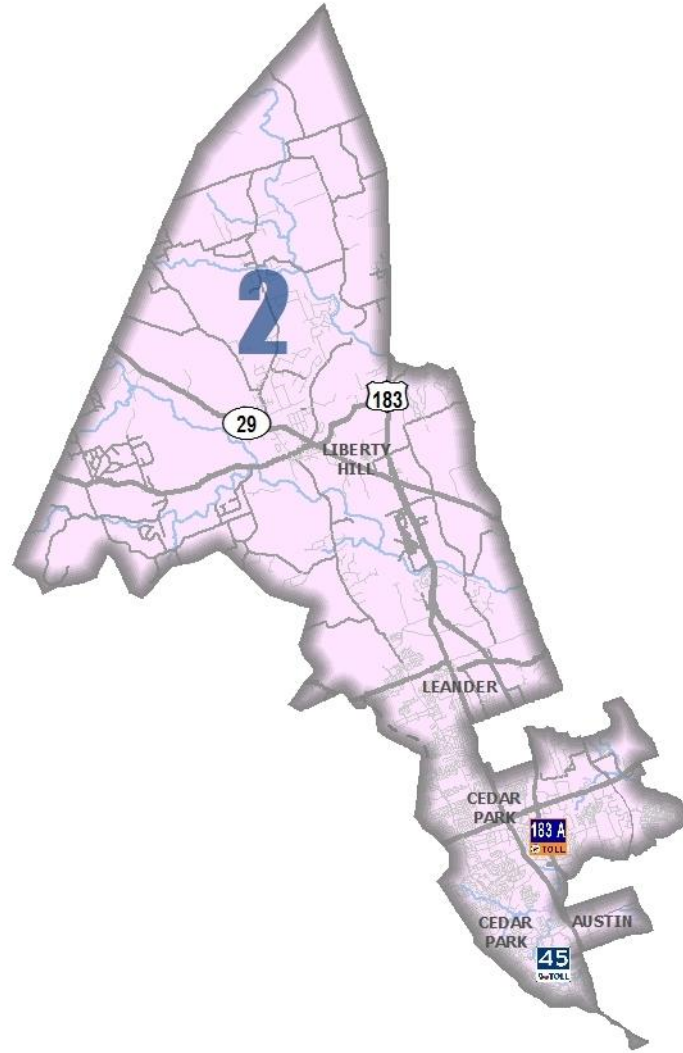 2
183
29
LIBERTY
HILL
LEANDER
CEDAR
PARK
183 A
TOLL
CEDAR
PARK
AUSTIN
45
TOLL